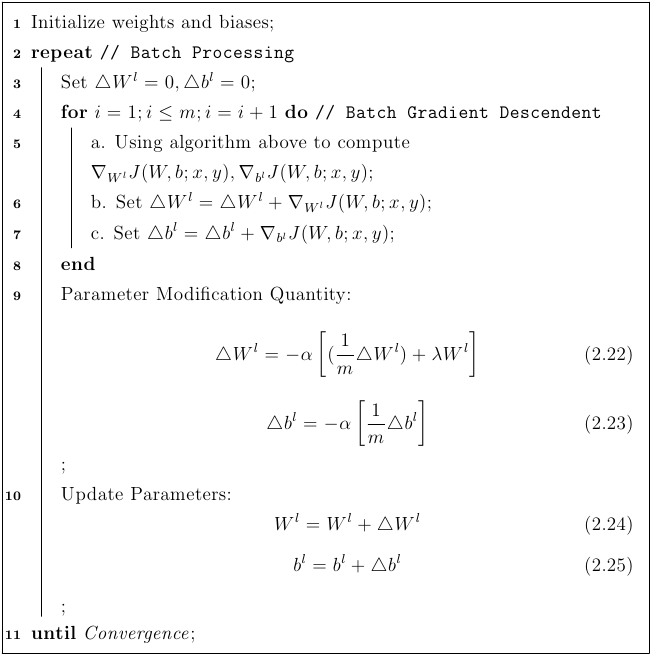 1 Initialize weights and biases;
2 repeat // Batch Processing
3 Set △W^l = 0, △b^l = 0;
4 for i = 1; i ≤ m; i = i + 1 do // Batch Gradient Descendent
5 a. Using algorithm above to compute
∇_{W^l} J(W, b; x, y), ∇_{b^l} J(W, b; x, y);
6 b. Set △W^l = △W^l + ∇_{W^l} J(W, b; x, y);
7 c. Set △b^l = △b^l + ∇_{b^l} J(W, b; x, y);
8 end
9 Parameter Modification Quantity:
△W^l = −α [(1/m △W^l) + λW^l] (2.22)
△b^l = −α [1/m △b^l] (2.23)
;
10 Update Parameters:
W^l = W^l + △W^l (2.24)
b^l = b^l + △b^l (2.25)
;
11 until Convergence;